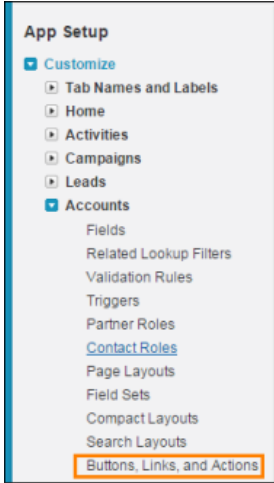 App Setup
Customize
Tab Names and Labels
Home
Activities
Campaigns
Leads
Accounts
Fields
Related Lookup Filters
Validation Rules
Triggers
Partner Roles
Contact Roles
Page Layouts
Field Sets
Compact Layouts
Search Layouts
Buttons, Links, and Actions